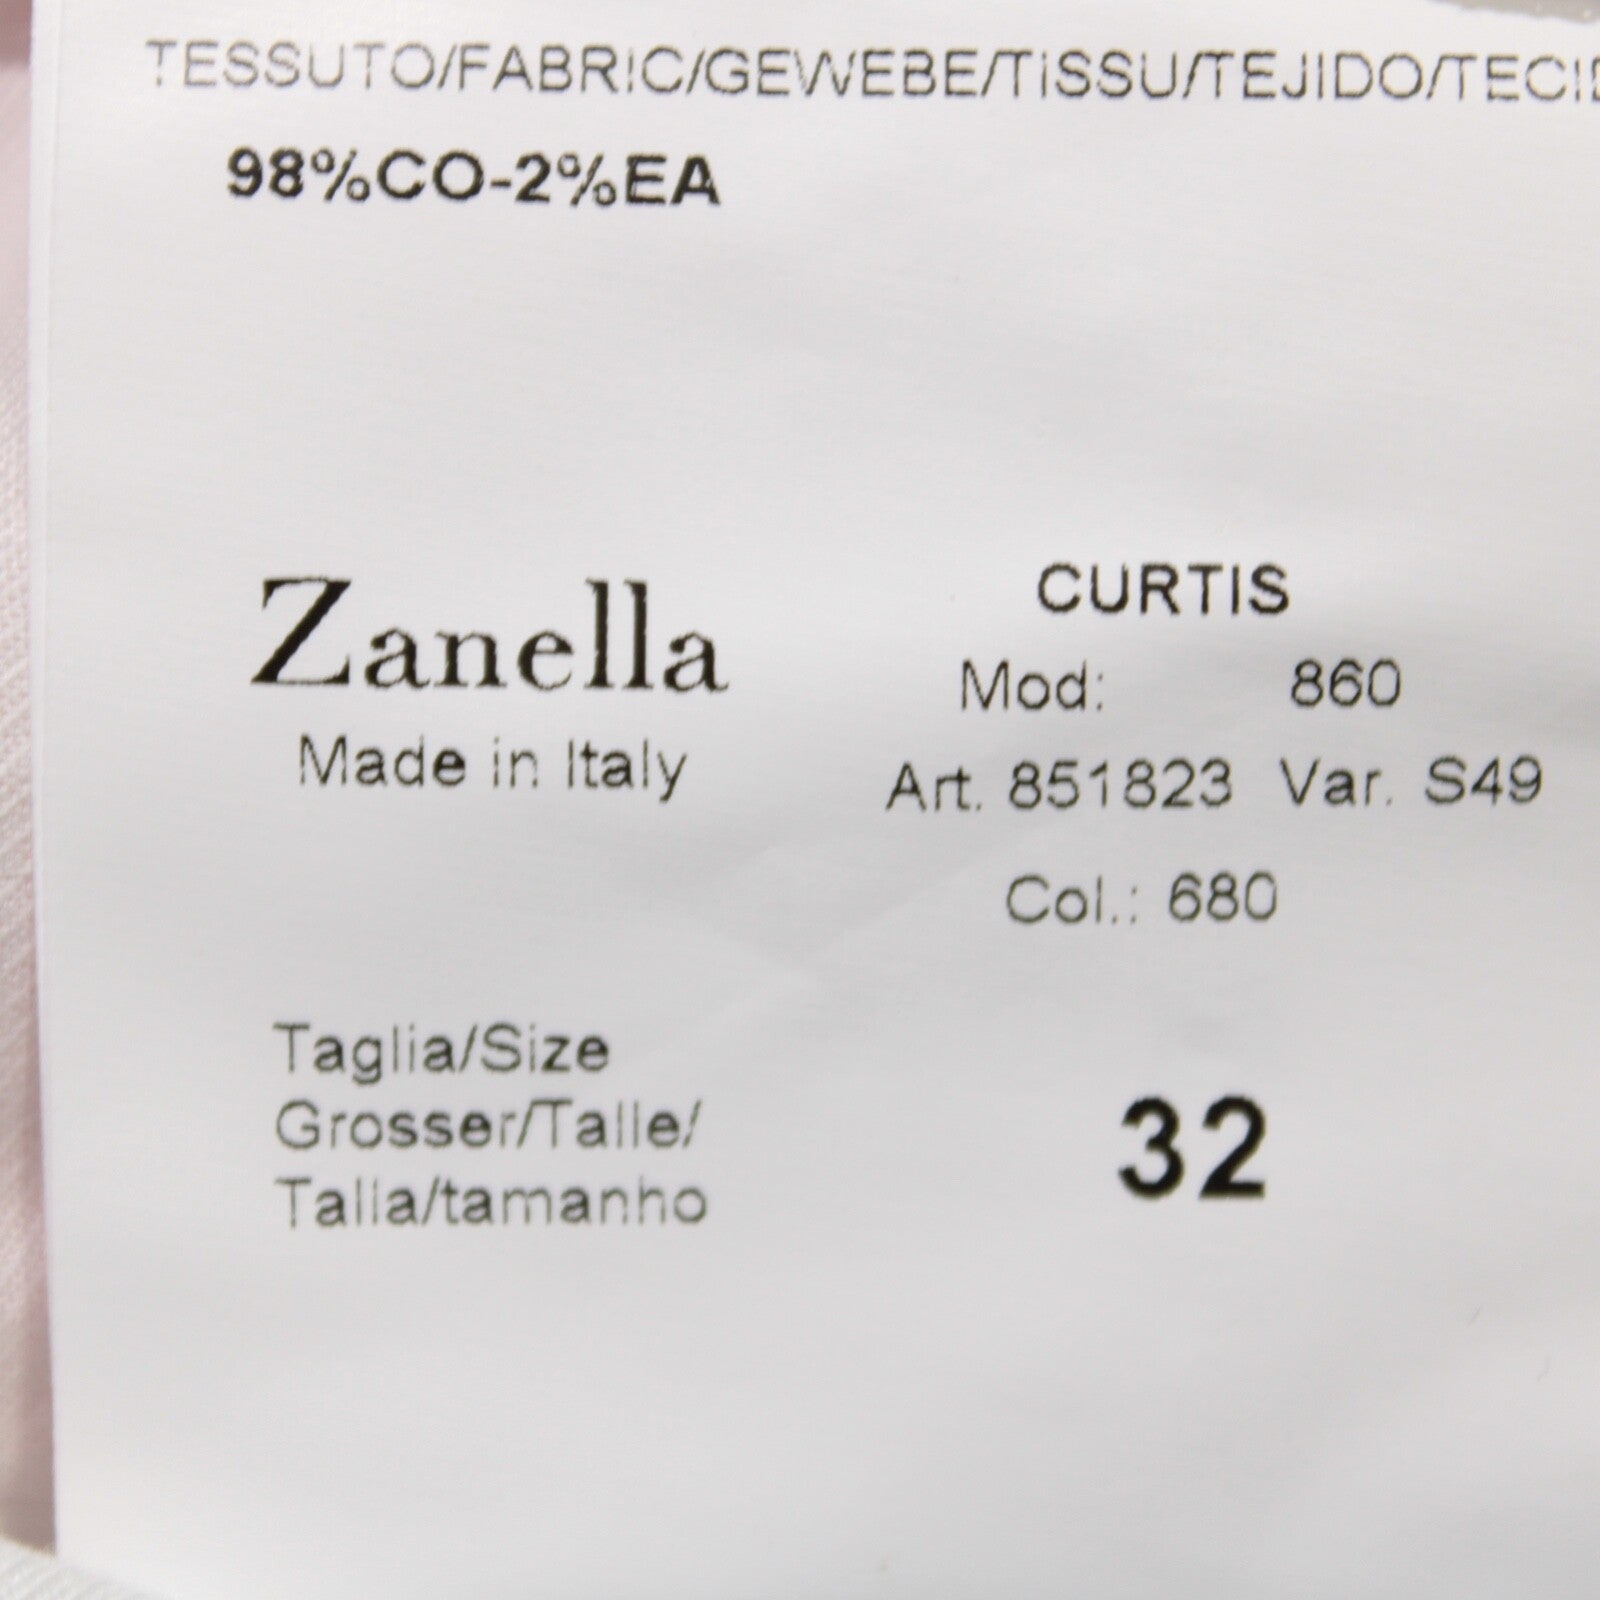 TESSUTO/FABRIC/GEWEBE/TISSU/TEJIDO/TECID
98%CO-2%EA
Zanella
Made in Italy
CURTIS
Mod: 860
Art. 851823 Var. S49
Col.: 680
Taglia/Size
Grosser/Talle/
Talla/tamanho
32